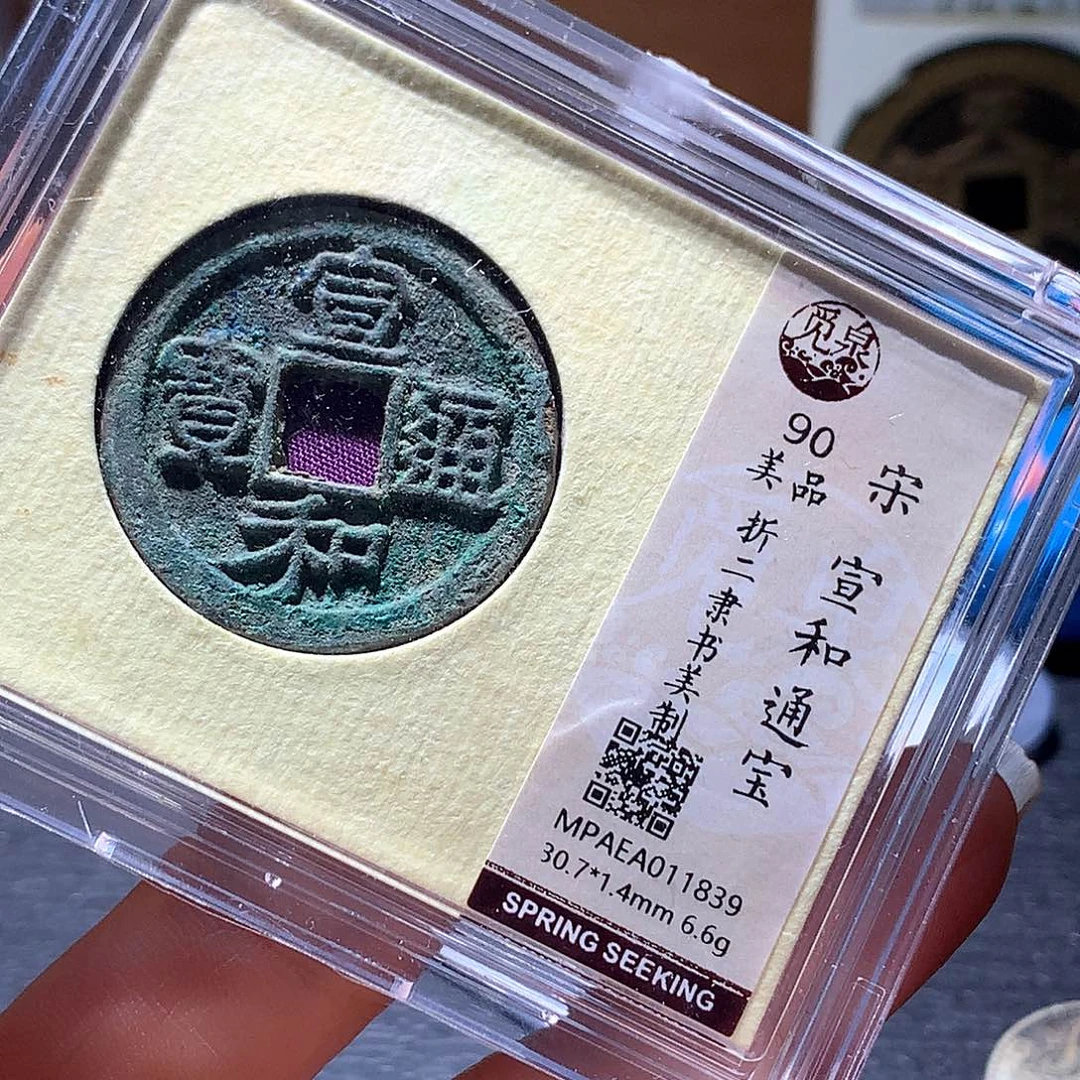 宣和通寳
觅泉
90
美品
宋 宣和通宝
折二隶书美制
MPAEA011839
30.7*1.4mm 6.6g
SPRING SEEKING